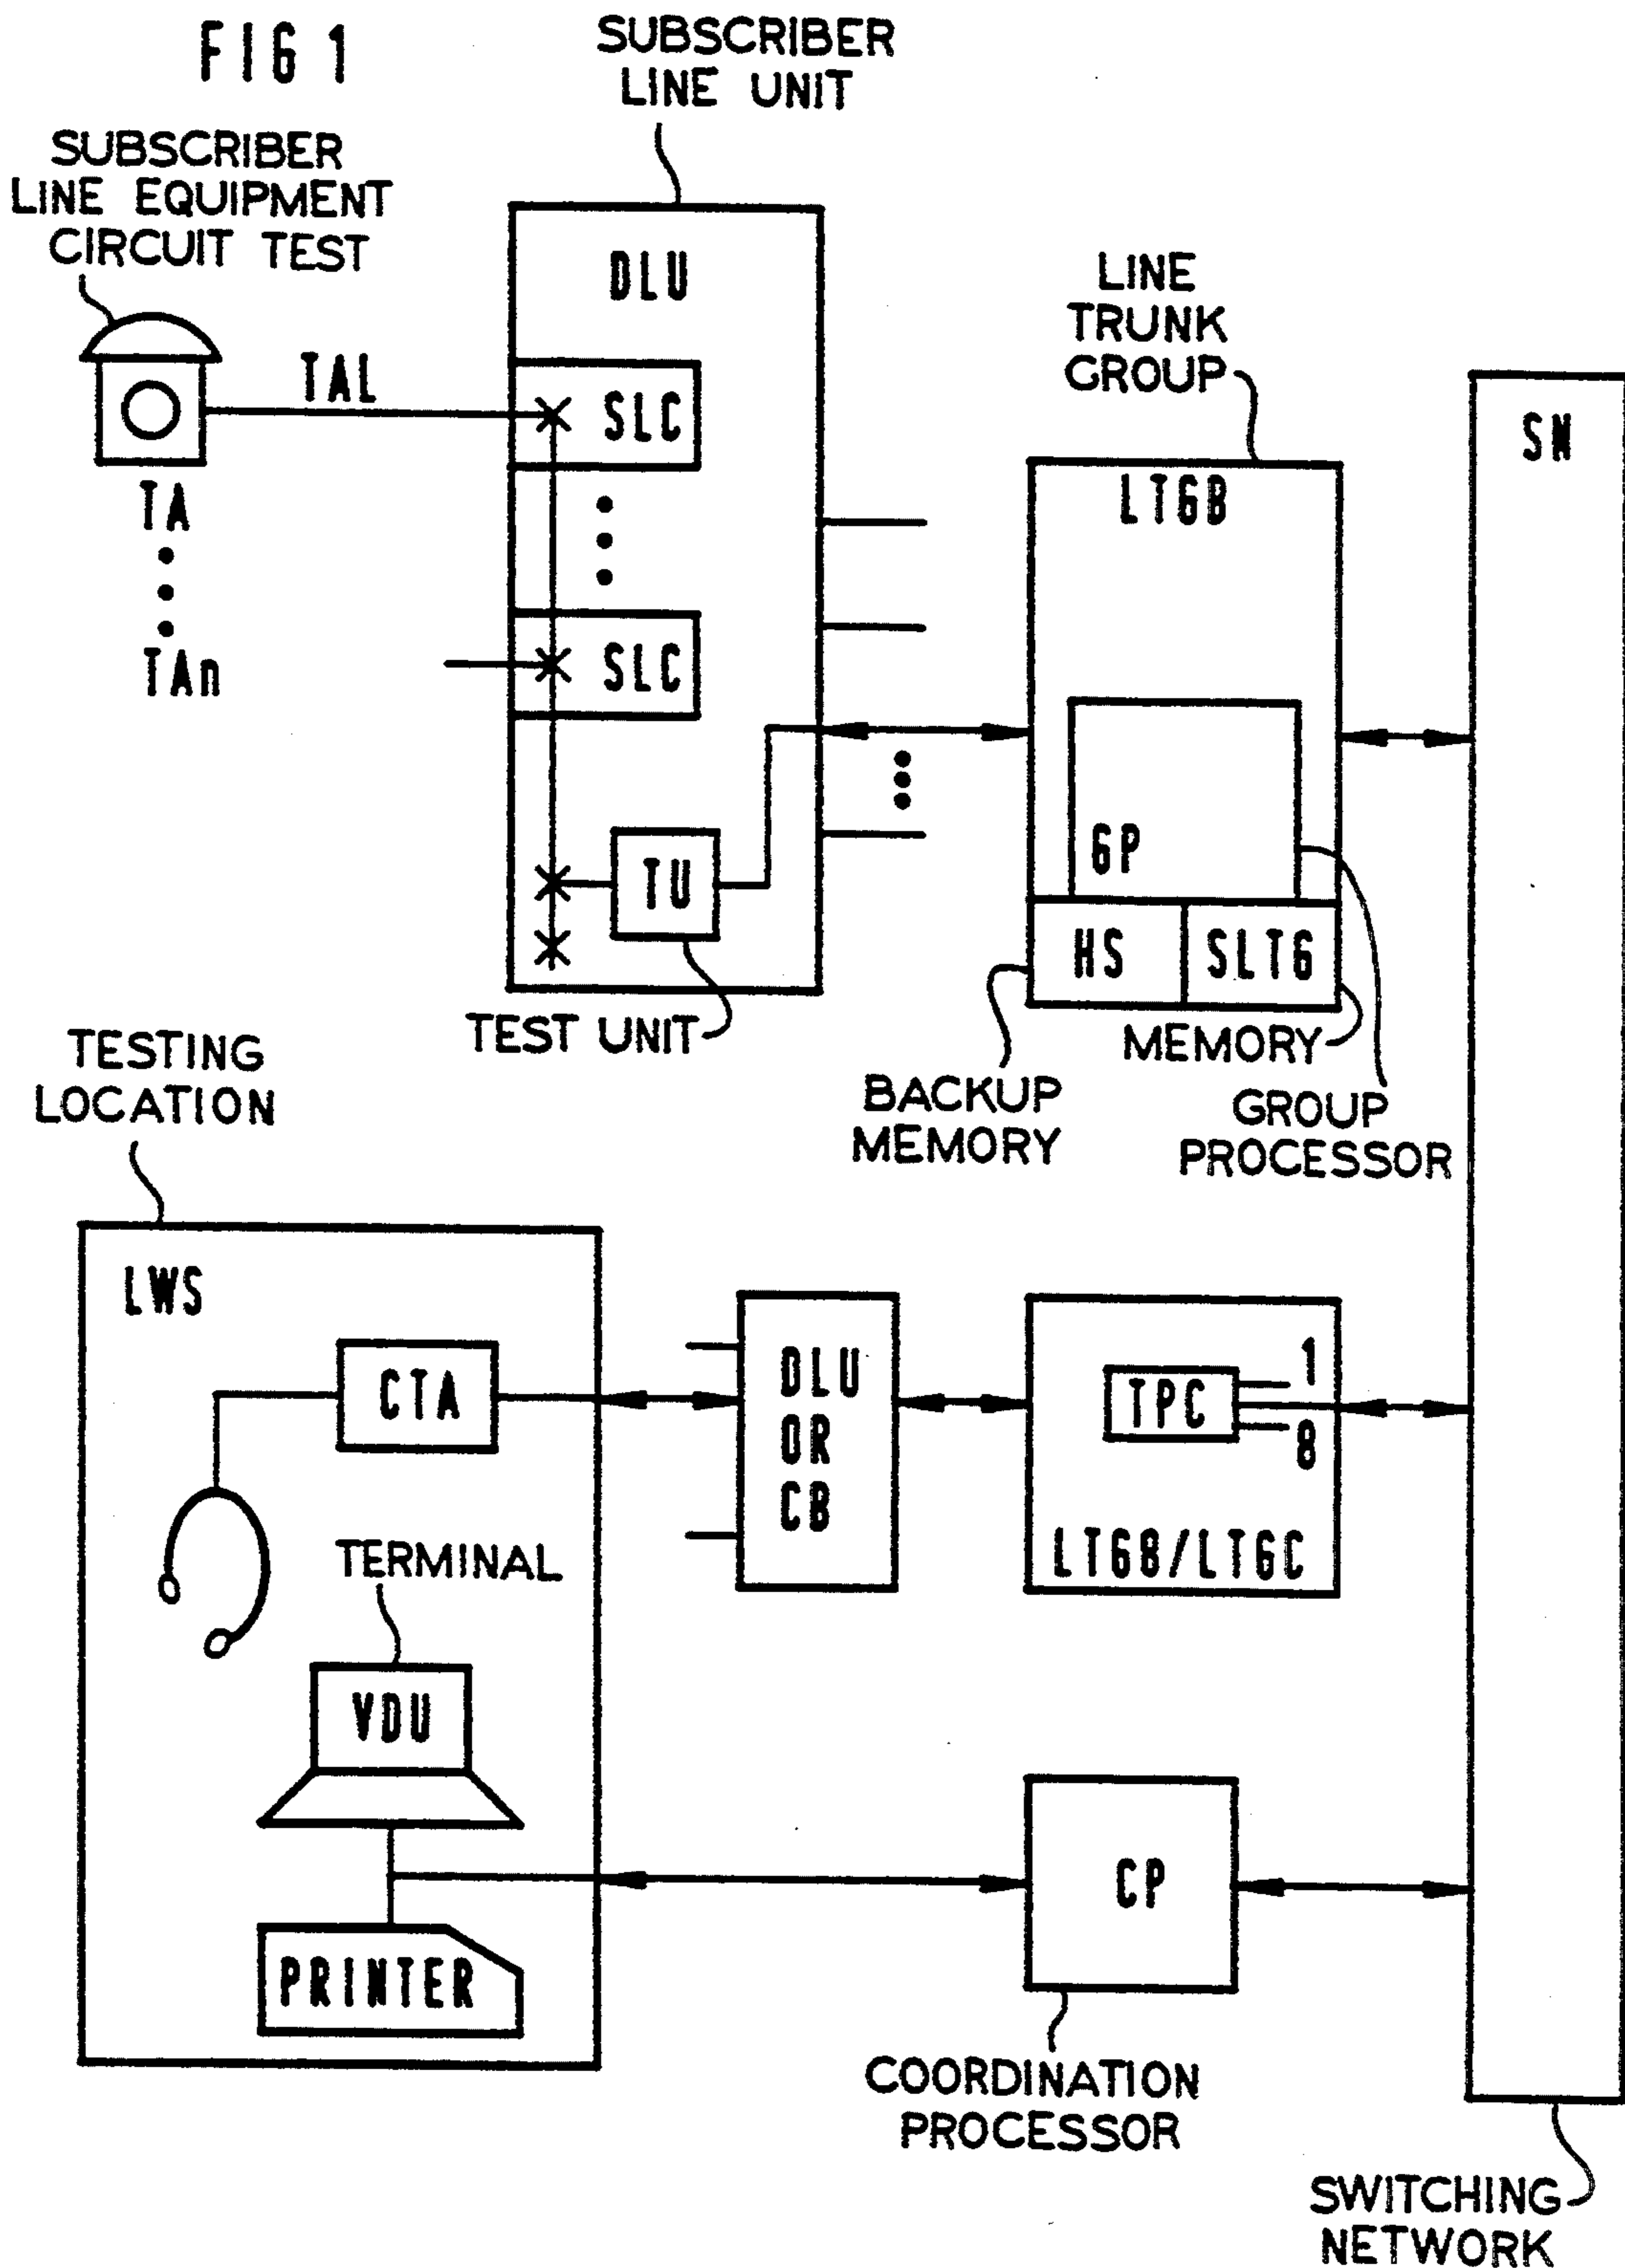 FIG 1
SUBSCRIBER
LINE UNIT
SUBSCRIBER
LINE EQUIPMENT
CIRCUIT TEST
DLU
LINE
TRUNK
GROUP
TAL
SLC
SN
TA
LTGB
TAn
SLC
GP
TU
HS
SLTG
TEST UNIT
MEMORY
BACKUP
MEMORY
GROUP
PROCESSOR
TESTING
LOCATION
LWS
CTA
DLU
OR
CB
TPC
1
8
LTG8/LTGC
TERMINAL
VDU
CP
PRINTER
COORDINATION
PROCESSOR
SWITCHING
NETWORK